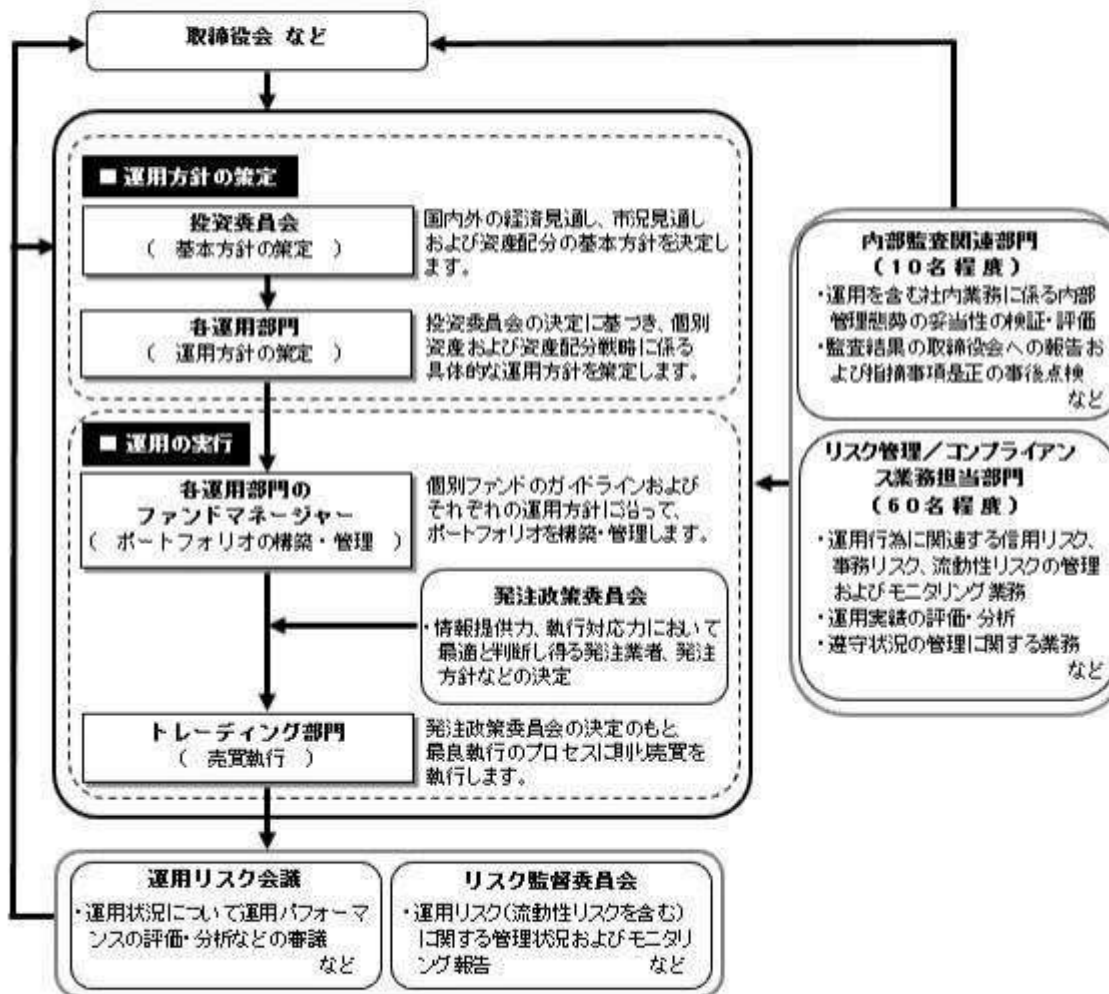 取締役会 など
■ 運用方針の策定
投資委員会
( 基本方針の策定 )
国内外の経済見通し、市況見通し
および資産配分の基本方針を決定し
ます。
各運用部門
( 運用方針の策定 )
投資委員会の決定に基づき、個別
資産および資産配分戦略に係る
具体的な運用方針を策定します。
■ 運用の実行
各運用部門の
ファンドマネージャー
( ポートフォリオの構築・管理 )
個別ファンドのガイドラインおよび
それぞれの運用方針に沿って、
ポートフォリオを構築・管理します。
発注政策委員会
・情報提供力、執行対応力において
最適と判断し得る発注業者、発注
方針などの決定
トレーディング部門
( 売買執行 )
発注政策委員会の決定のもと
最良執行のプロセスに則り売買を
執行します。
内部監査関連部門
(10名程度)
・運用を含む社内業務に係る内部
管理態勢の妥当性の検証・評価
・監査結果の取締役会への報告お
よび指摘事項是正の事後点検
など
リスク管理/コンプライアン
ス業務担当部門
(60名程度)
・運用行為に関連する信用リスク、
事務リスク、流動性リスクの管理
およびモニタリング業務
・運用実績の評価・分析
・遵守状況の管理に関する業務
など
運用リスク会議
・運用状況について運用パフォーマ
ンスの評価・分析などの審議
など
リスク監督委員会
・運用リスク(流動性リスクを含む)
に関する管理状況およびモニタリ
ング報告 など